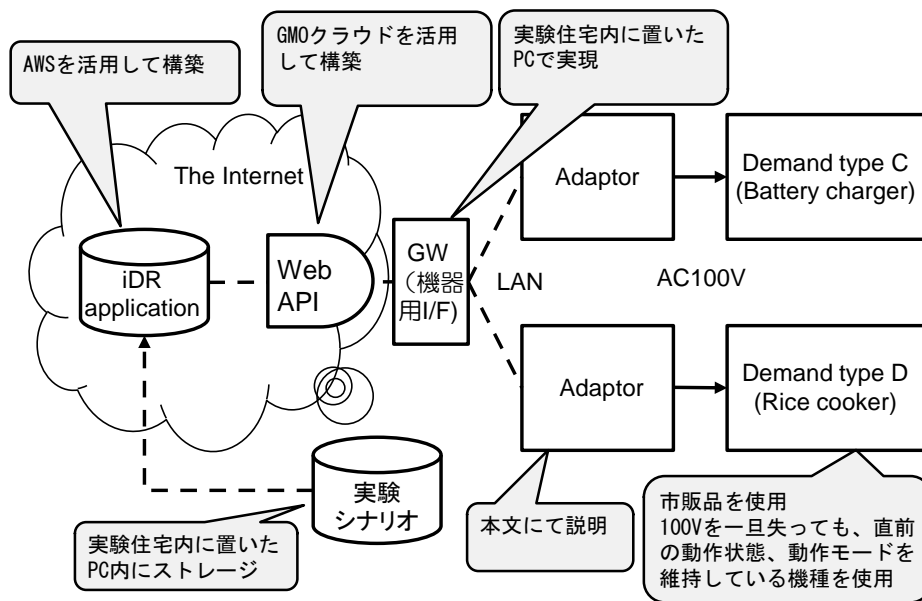 AWSを活用して構築
GMOクラウドを活用
して構築
実験住宅内に置いた
PCで実現
The Internet
iDR
application
Web
API
GW
（機器
用I/F)
LAN
AC100V
Adaptor
Demand type C
(Battery charger)
Adaptor
Demand type D
(Rice cooker)
実験
シナリオ
実験住宅内に置いた
PC内にストレージ
本文にて説明
市販品を使用
100Vを一旦失っても、直前
の動作状態、動作モードを
維持している機種を使用